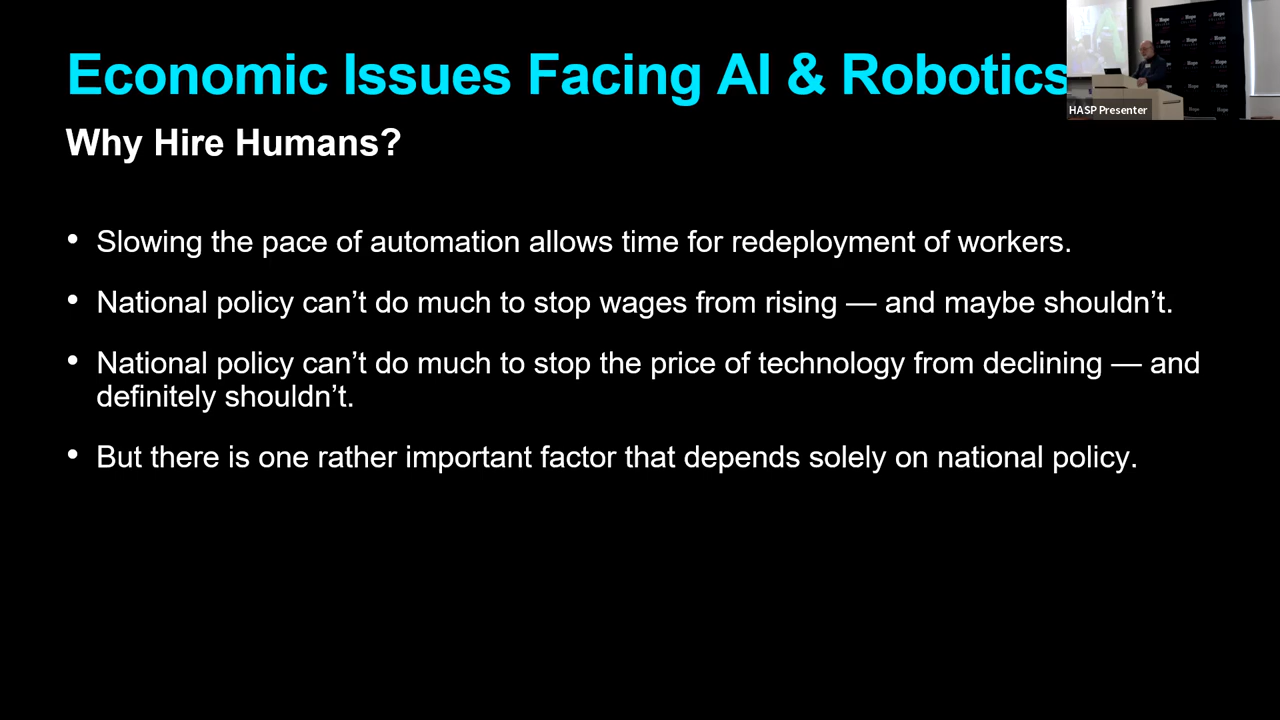 Economic Issues Facing AI & Robotics
HASP Presenter
Why Hire Humans?
• Slowing the pace of automation allows time for redeployment of workers.
• National policy can’t do much to stop wages from rising — and maybe shouldn’t.
• National policy can’t do much to stop the price of technology from declining — and
definitely shouldn’t.
• But there is one rather important factor that depends solely on national policy.